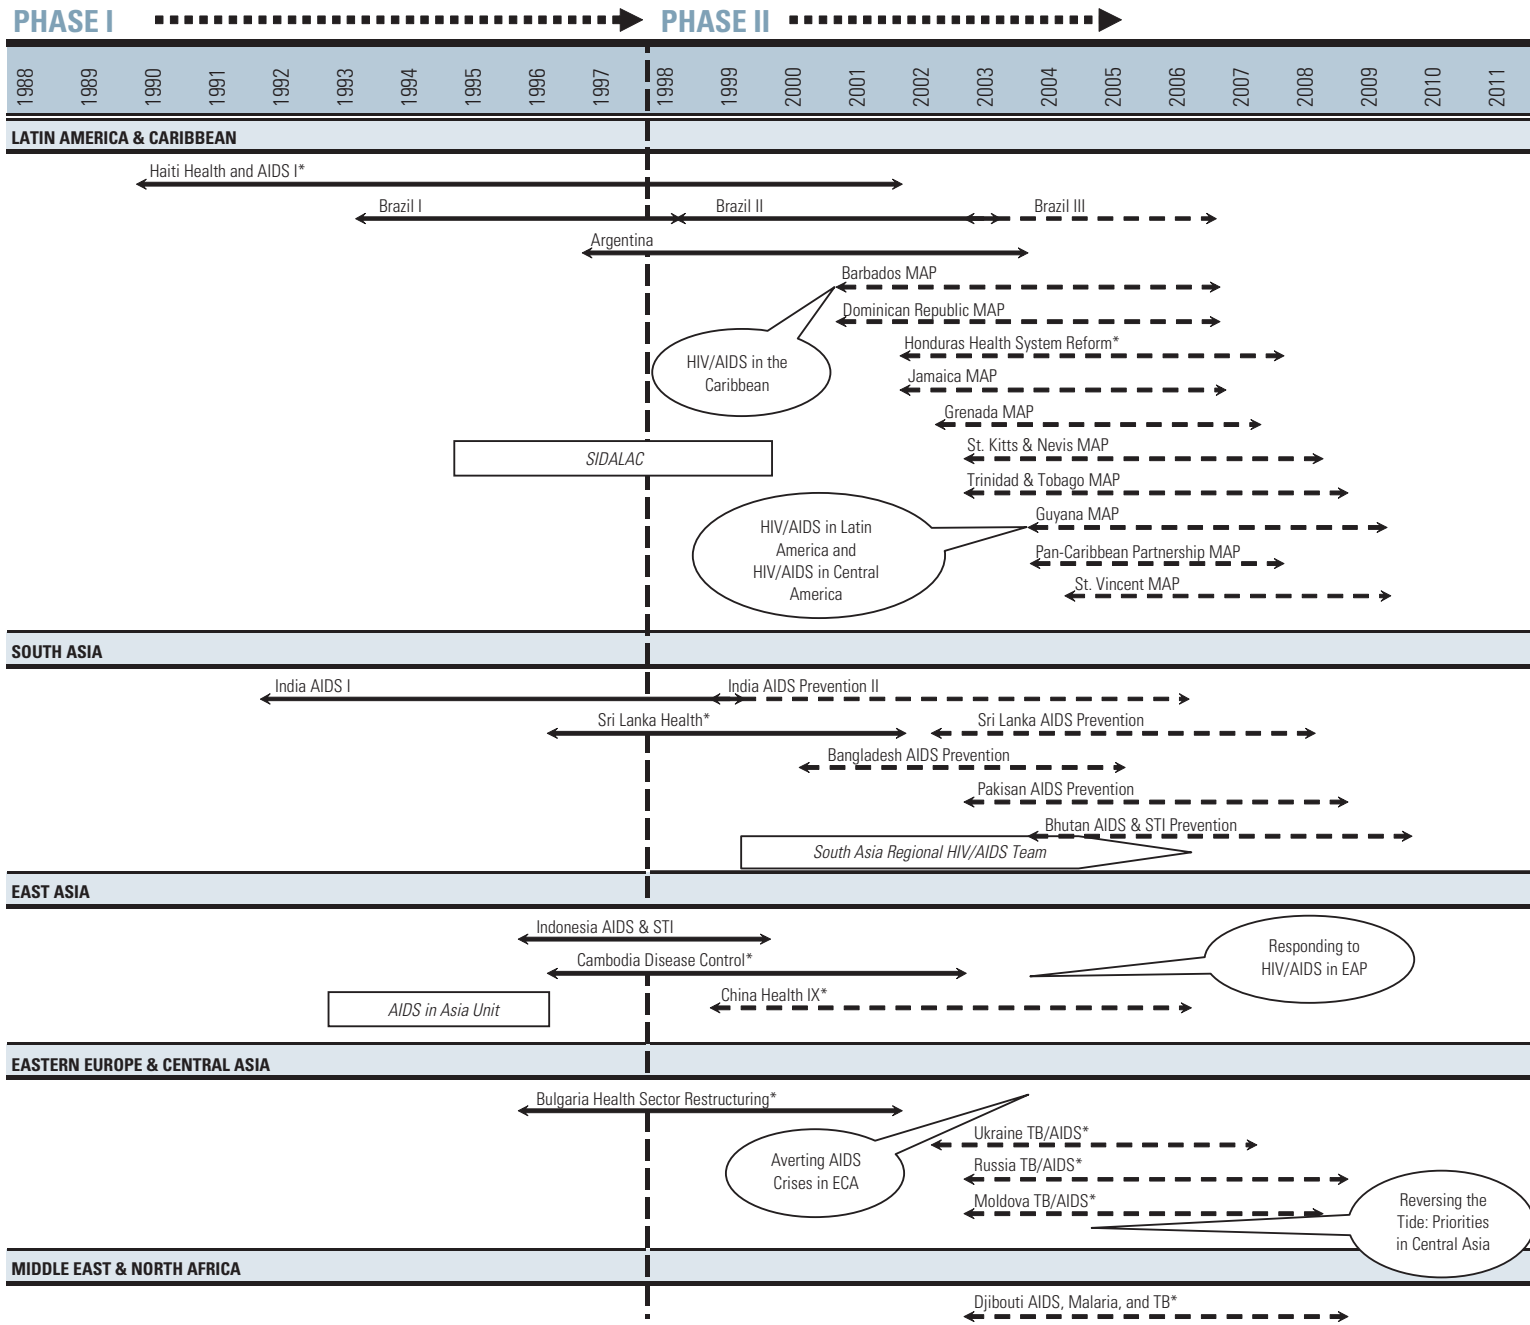 PHASE I
PHASE II
1988
1989
1990
1991
1992
1993
1994
1995
1996
1997
1998
1999
2000
2001
2002
2003
2004
2005
2006
2007
2008
2009
2010
2011
LATIN AMERICA & CARIBBEAN
Haiti Health and AIDS I*
Brazil I
Brazil II
Brazil III
Argentina
Barbados MAP
Dominican Republic MAP
HIV/AIDS in the
Caribbean
Honduras Health System Reform*
Jamaica MAP
Grenada MAP
St. Kitts & Nevis MAP
SIDALAC
Trinidad & Tobago MAP
Guyana MAP
HIV/AIDS in Latin
America and
HIV/AIDS in Central
America
Pan-Caribbean Partnership MAP
St. Vincent MAP
SOUTH ASIA
India AIDS I
India AIDS Prevention II
Sri Lanka Health*
Sri Lanka AIDS Prevention
Bangladesh AIDS Prevention
Pakisan AIDS Prevention
Bhutan AIDS & STI Prevention
South Asia Regional HIV/AIDS Team
EAST ASIA
Indonesia AIDS & STI
Cambodia Disease Control*
Responding to
HIV/AIDS in EAP
AIDS in Asia Unit
China Health IX*
EASTERN EUROPE & CENTRAL ASIA
Bulgaria Health Sector Restructuring*
Ukraine TB/AIDS*
Averting AIDS
Crises in ECA
Russia TB/AIDS*
Moldova TB/AIDS*
Reversing the
Tide: Priorities
in Central Asia
MIDDLE EAST & NORTH AFRICA
Djibouti AIDS, Malaria, and TB*